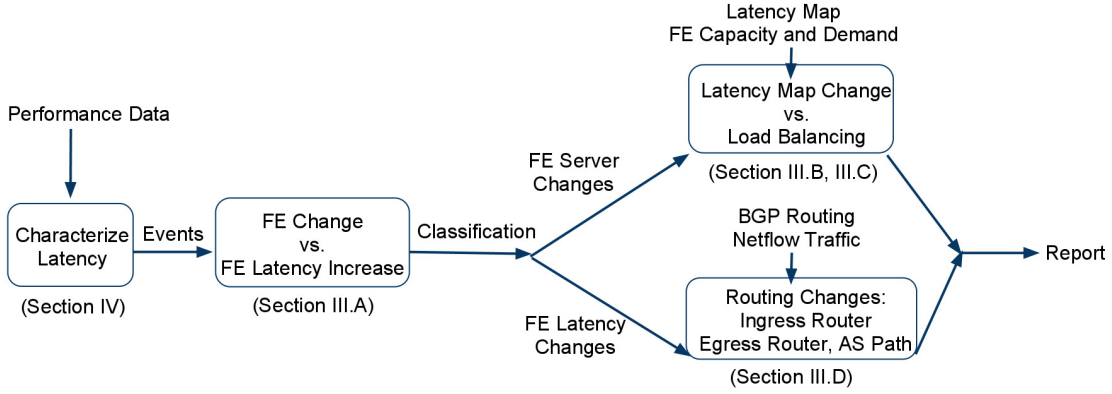 Performance Data
Characterize
Latency
(Section IV)
Events
FE Change
vs.
FE Latency Increase
(Section III.A)
Classification
FE Server
Changes
FE Latency
Changes
Latency Map
FE Capacity and Demand
Latency Map Change
vs.
Load Balancing
(Section III.B, III.C)
BGP Routing
Netflow Traffic
Routing Changes:
Ingress Router
Egress Router, AS Path
(Section III.D)
Report